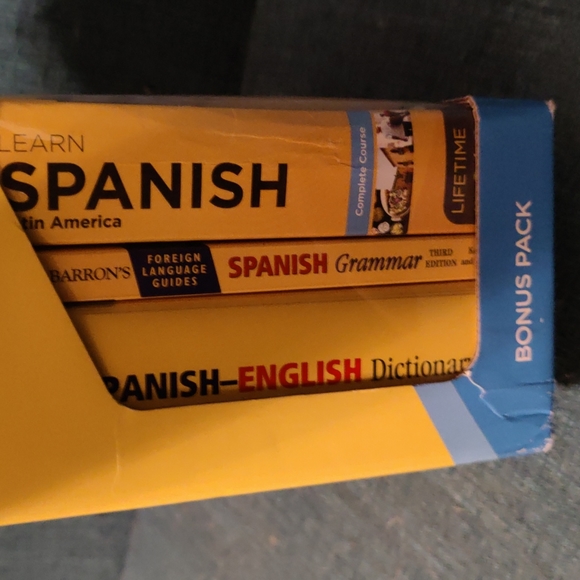 LEARN
SPANISH
tin America
Complete Course
LIFETIME
BARRON'S
FOREIGN
LANGUAGE
GUIDES
SPANISH Grammar
THIRD
EDITION
PANISH–ENGLISH Dictionar
BONUS PACK